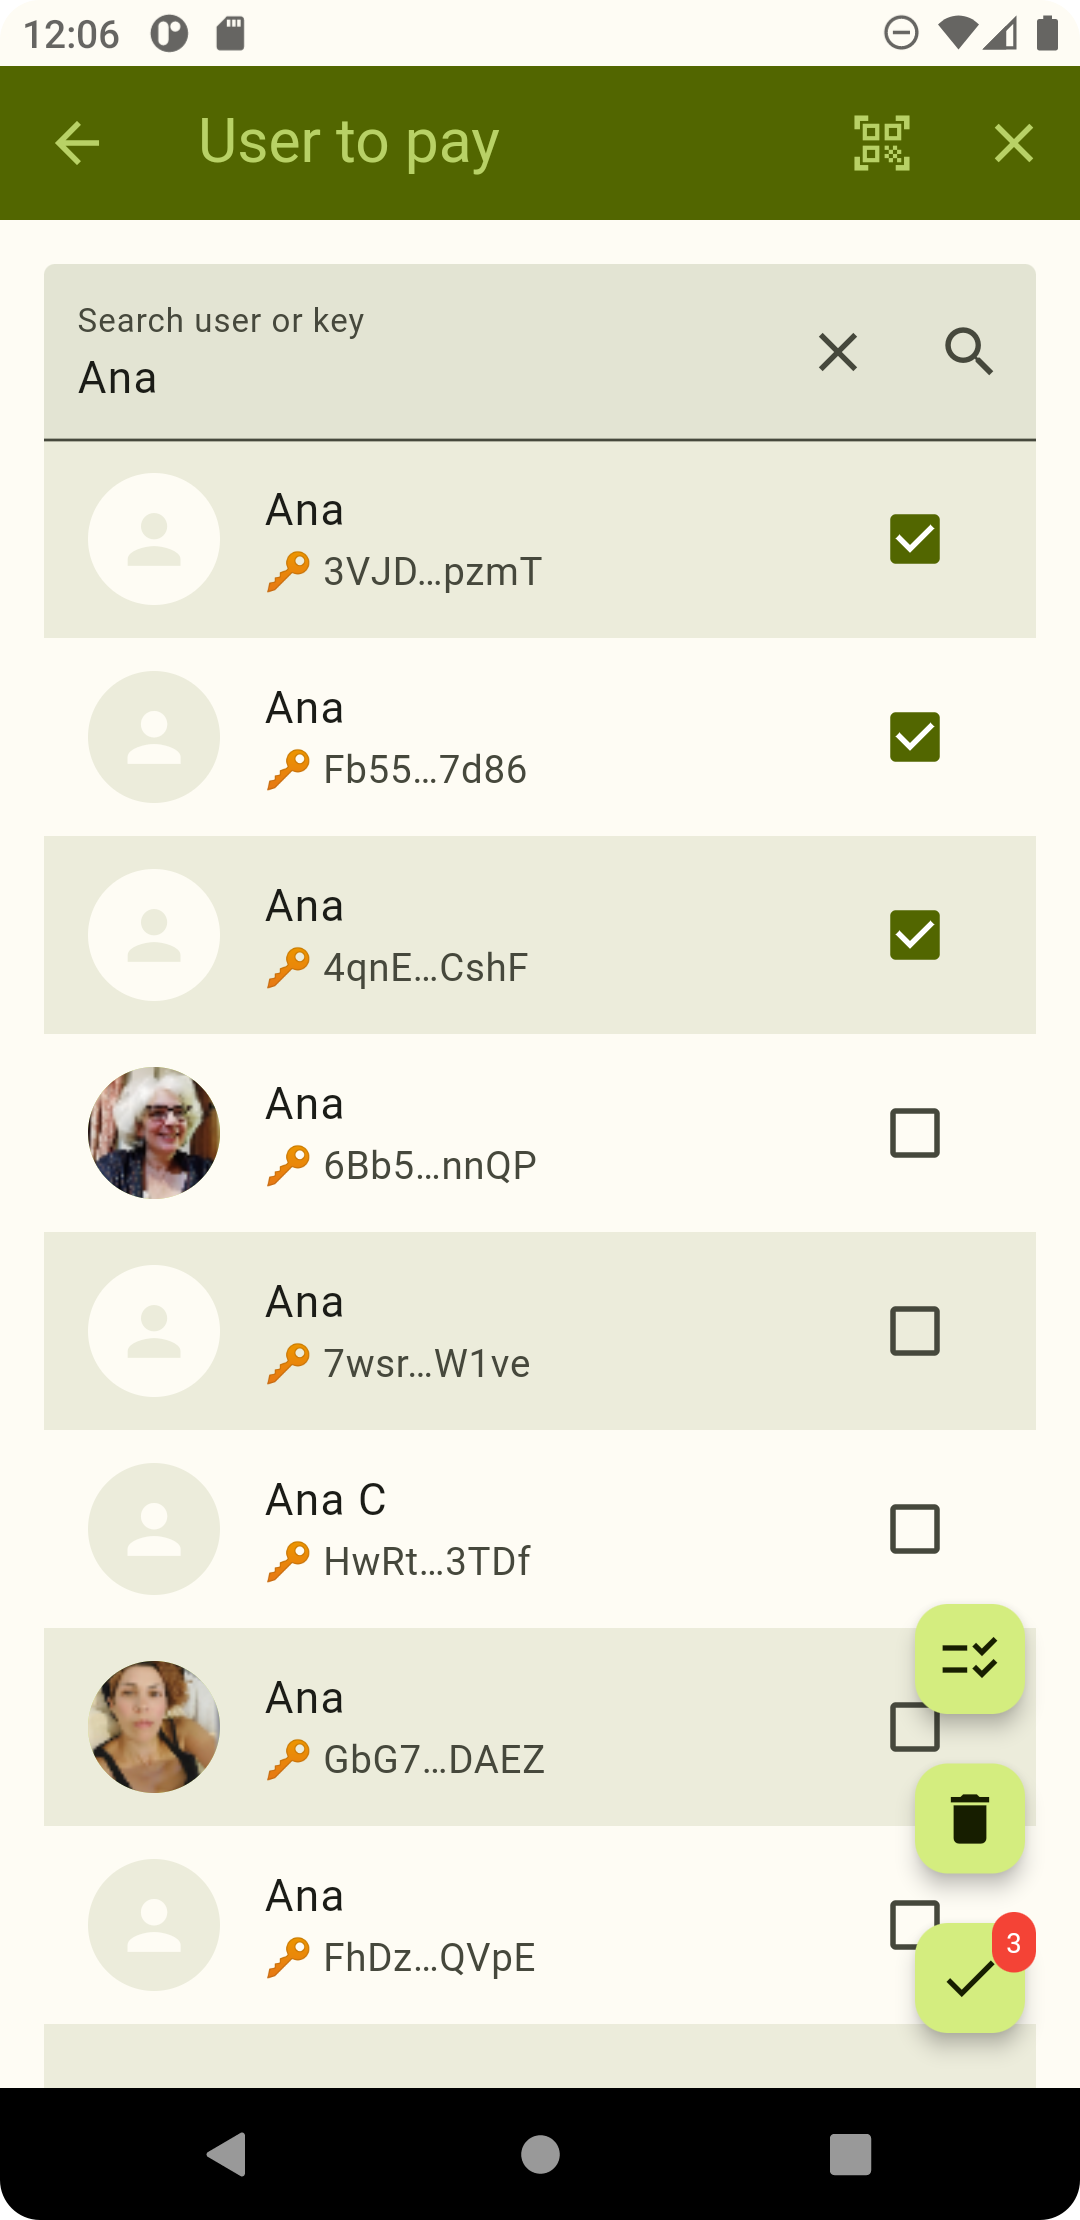 12:06
User to pay
Search user or key
Ana
Ana
🔑 3VJD…pzmT
Ana
🔑 Fb55…7d86
Ana
🔑 4qnE…CshF
Ana
🔑 6Bb5…nnQP
Ana
🔑 7wsr…W1ve
Ana C
🔑 HwRt…3TDf
Ana
🔑 GbG7…DAEZ
Ana
🔑 FhDz…QVpE
3